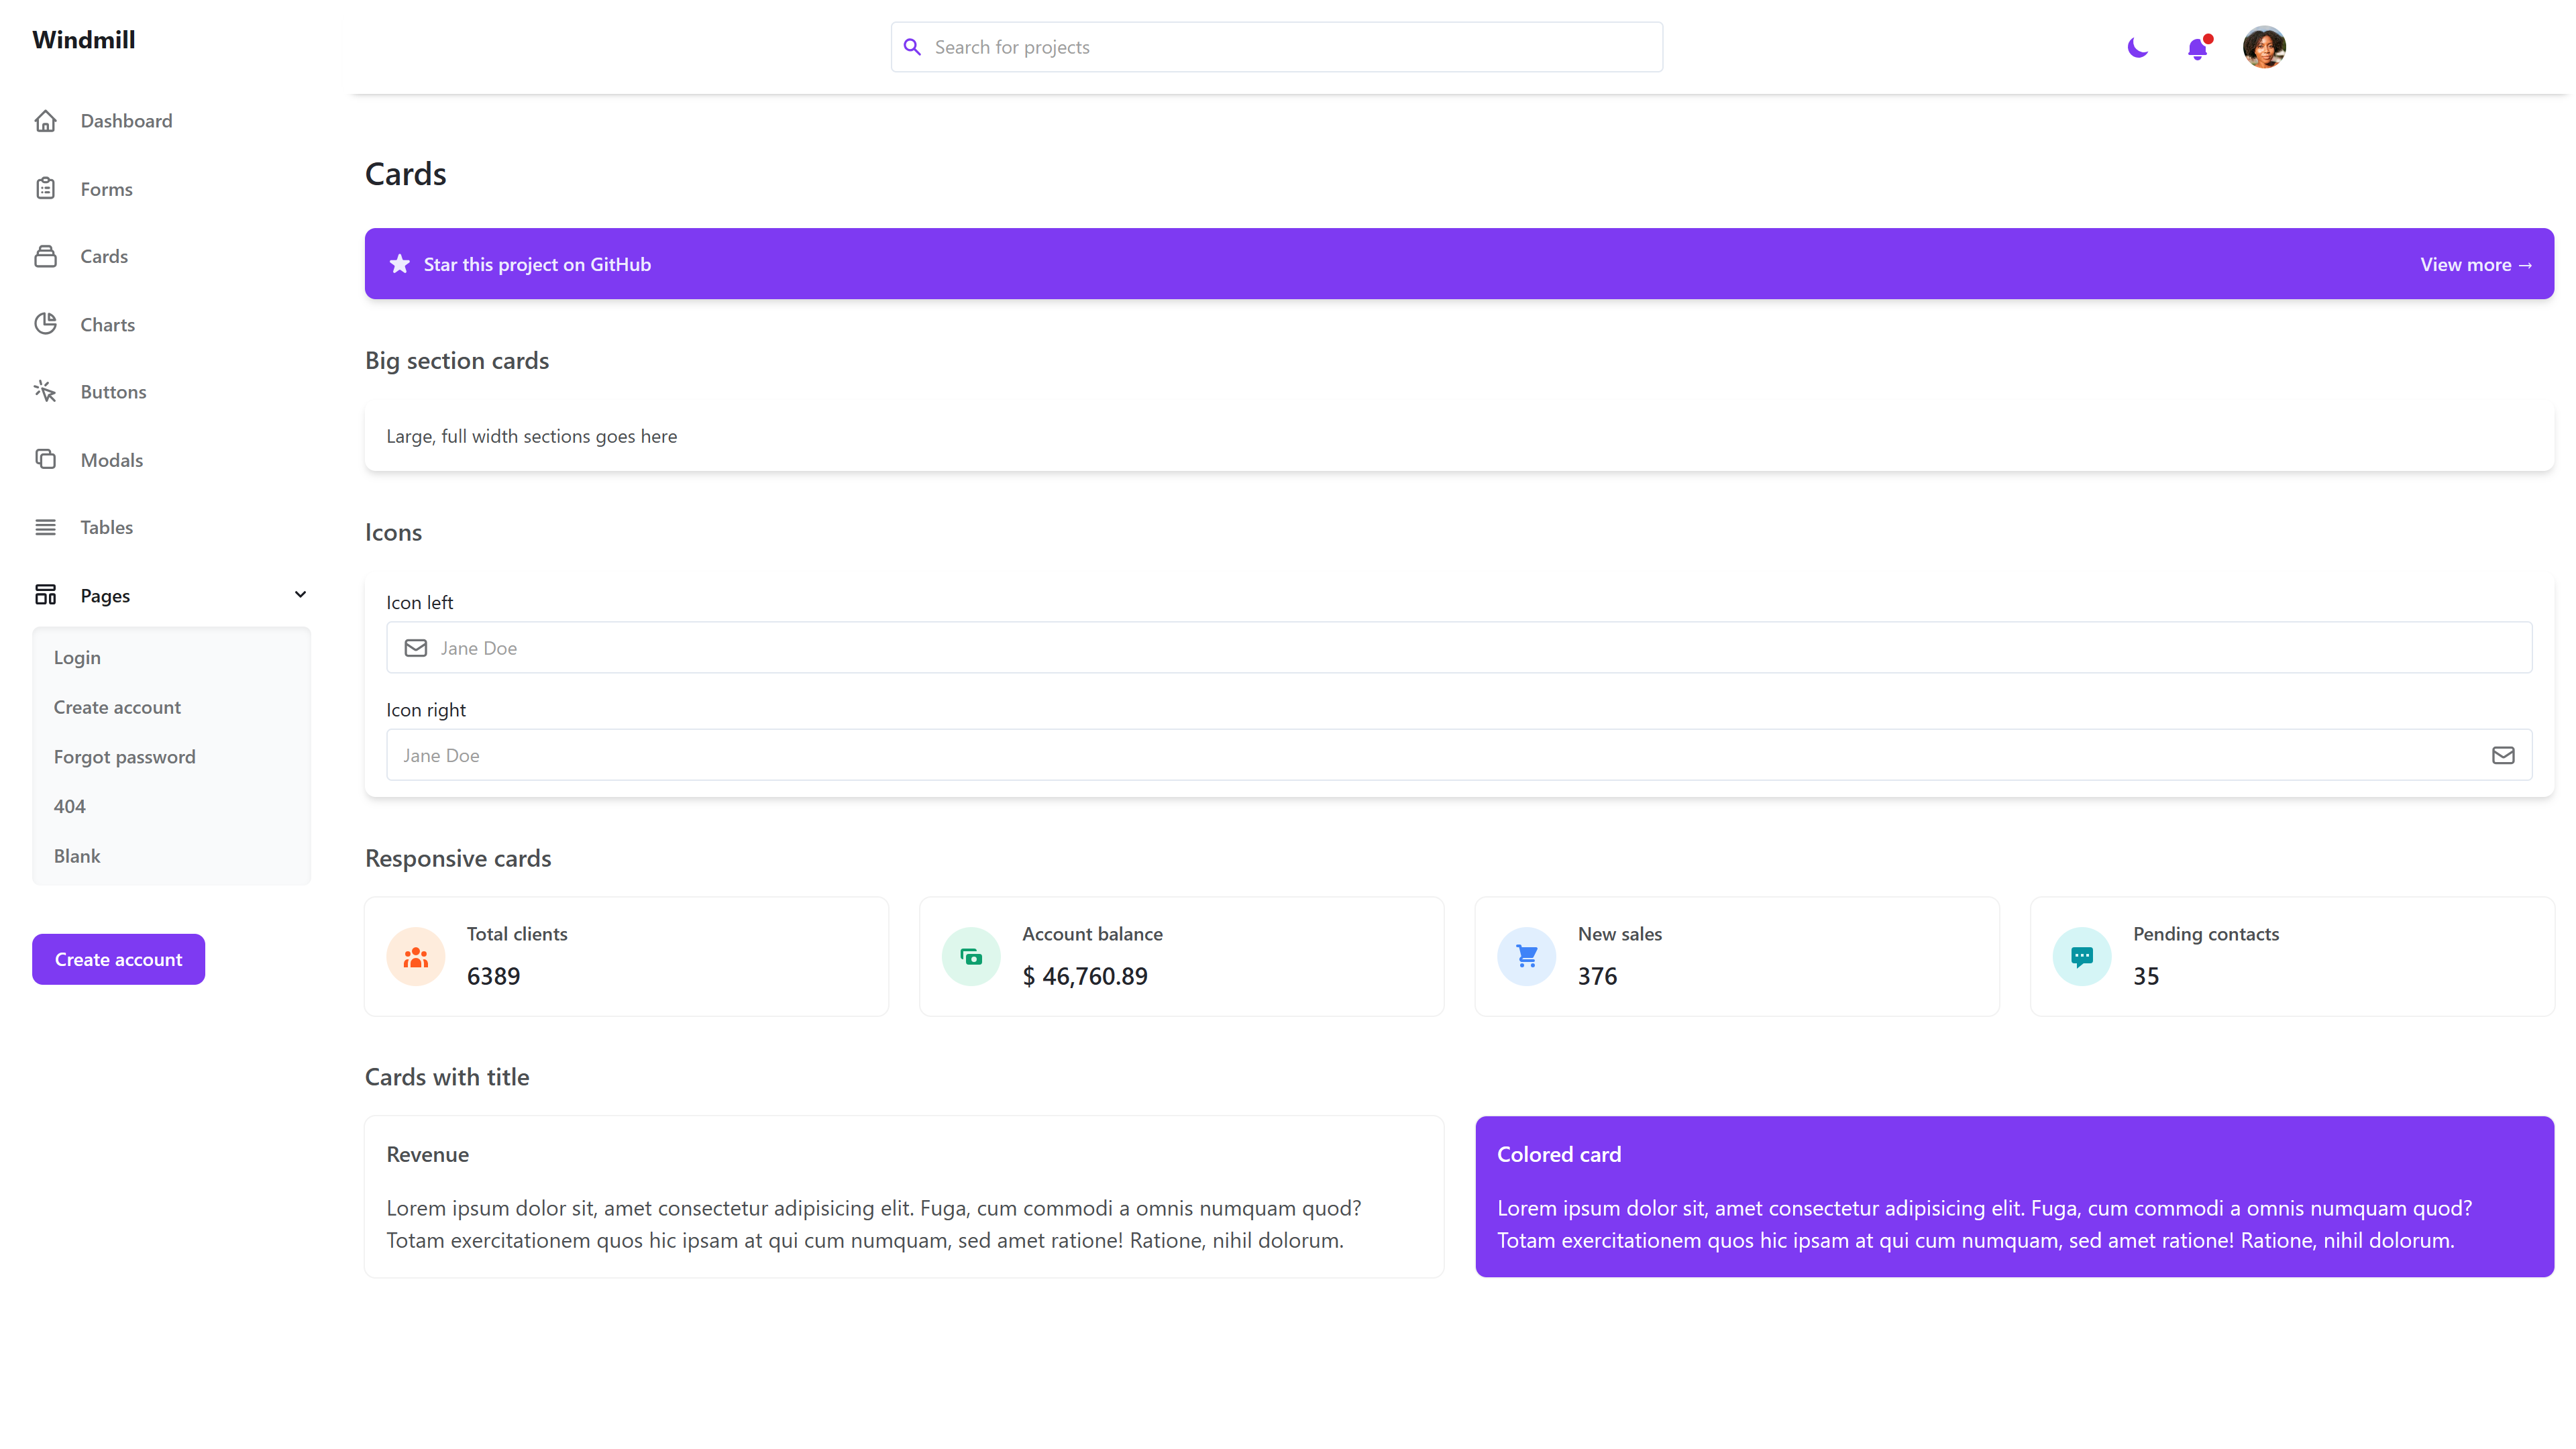 Windmill
Search for projects
Dashboard
Forms
Cards
Charts
Buttons
Modals
Tables
Pages
Login
Create account
Forgot password
404
Blank
Create account
Cards
Star this project on GitHub
View more →
Big section cards
Large, full width sections goes here
Icons
Icon left
Jane Doe
Icon right
Jane Doe
Responsive cards
Total clients
6389
Account balance
$ 46,760.89
New sales
376
Pending contacts
35
Cards with title
Revenue
Lorem ipsum dolor sit, amet consectetur adipisicing elit. Fuga, cum commodi a omnis numquam quod?
Totam exercitationem quos hic ipsam at qui cum numquam, sed amet ratione! Ratione, nihil dolorum.
Colored card
Lorem ipsum dolor sit, amet consectetur adipisicing elit. Fuga, cum commodi a omnis numquam quod?
Totam exercitationem quos hic ipsam at qui cum numquam, sed amet ratione! Ratione, nihil dolorum.